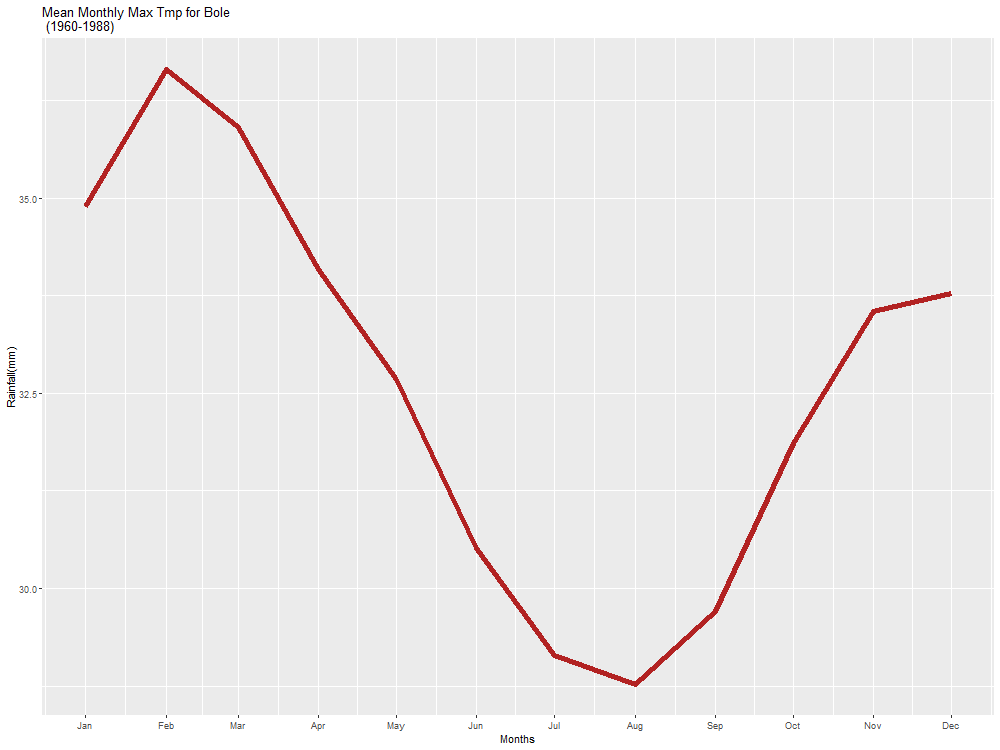 Mean Monthly Max Tmp for Bole
(1960-1988)
Rainfall(mm)
35.0
32.5
30.0
Jan Feb Mar Apr May Jun Jul Aug Sep Oct Nov Dec
Months